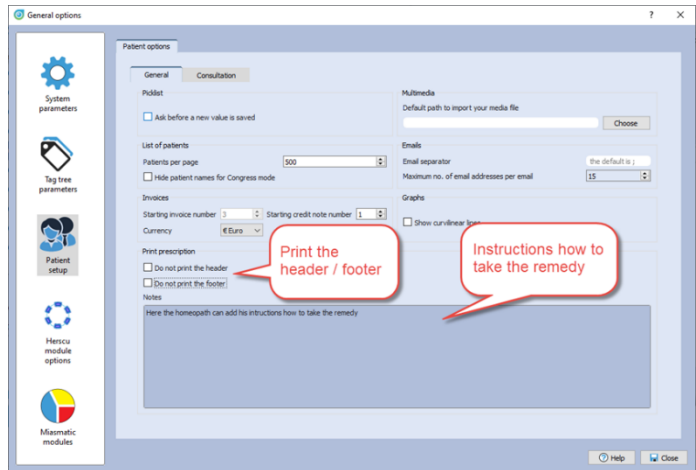 General options
?
System
parameters
Tag tree
parameters
Patient
setup
Herscu
module
options
Miasmatic
modules
Patient options
General
Consultation
Picklist
Ask before a new value is saved
Multimedia
Default path to import your media file
Choose
List of patients
Patients per page
500
Hide patient names for Congress mode
Emails
Email separator
the default is ;
Maximum no. of email addresses per email
15
Invoices
Starting invoice number
3
Starting credit note number
1
Currency
€ Euro
Graphs
Show curvilinear lines
Print prescription
Do not print the header
Do not print the footer
Print the
header / footer
Instructions how to
take the remedy
Notes
Here the homeopath can add his intructions how to take the remedy
Help
Close